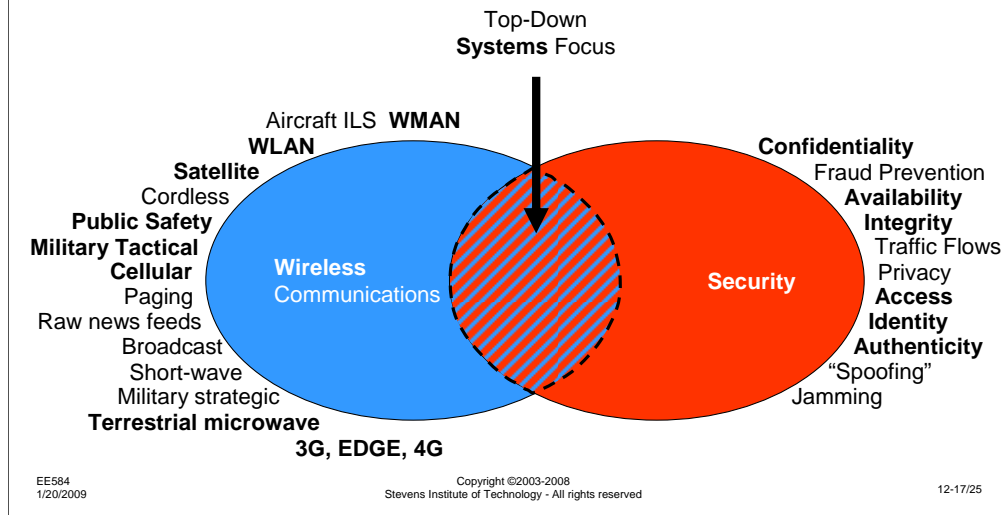 Top-Down
Systems Focus
Aircraft ILS WMAN
WLAN
Satellite
Cordless
Public Safety
Military Tactical
Cellular
Paging
Raw news feeds
Broadcast
Short-wave
Military strategic
Terrestrial microwave
3G, EDGE, 4G
Wireless
Communications
Security
Confidentiality
Fraud Prevention
Availability
Integrity
Traffic Flows
Privacy
Access
Identity
Authenticity
“Spoofing”
Jamming
EE584
1/20/2009
Copyright ©2003-2008
Stevens Institute of Technology - All rights reserved
12-17/25